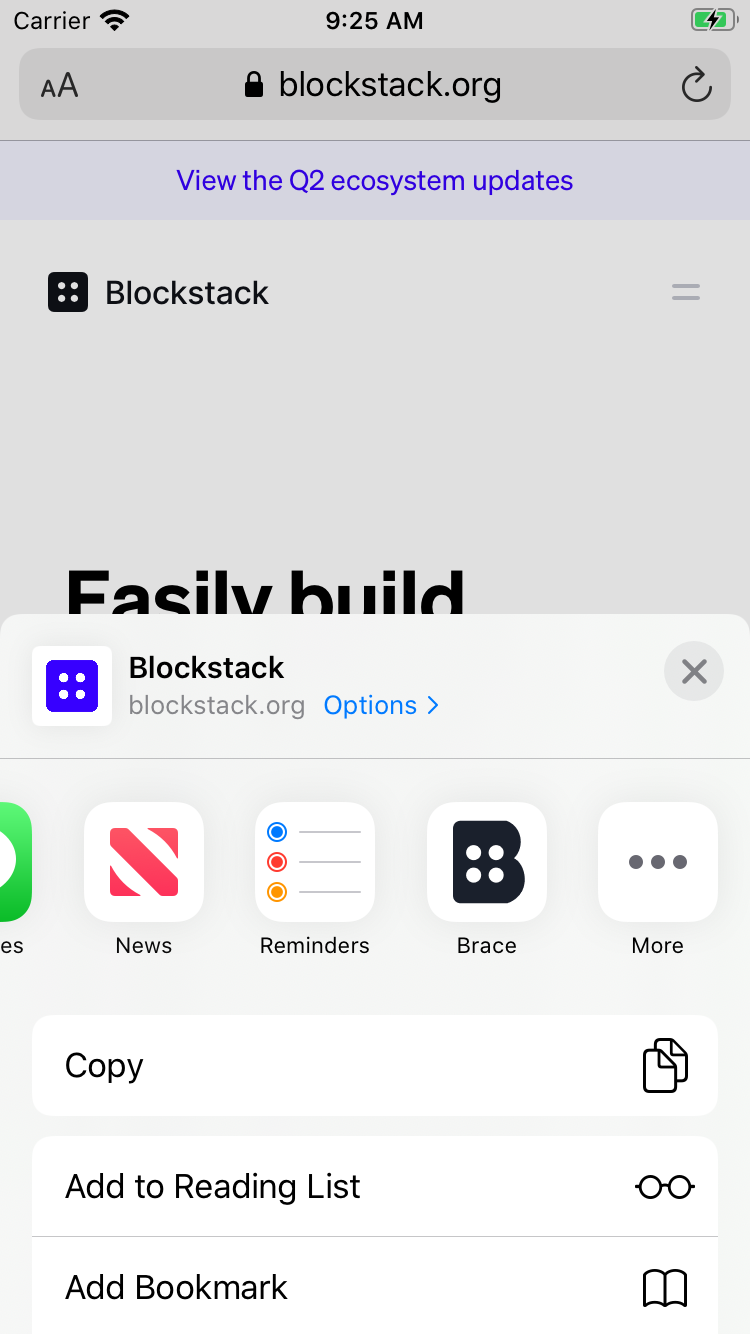 Carrier 9:25 AM
AA blockstack.org
View the Q2 ecosystem updates
Blockstack
Easily build
Blockstack
blockstack.org Options
es News Reminders Brace More
Copy
Add to Reading List
Add Bookmark